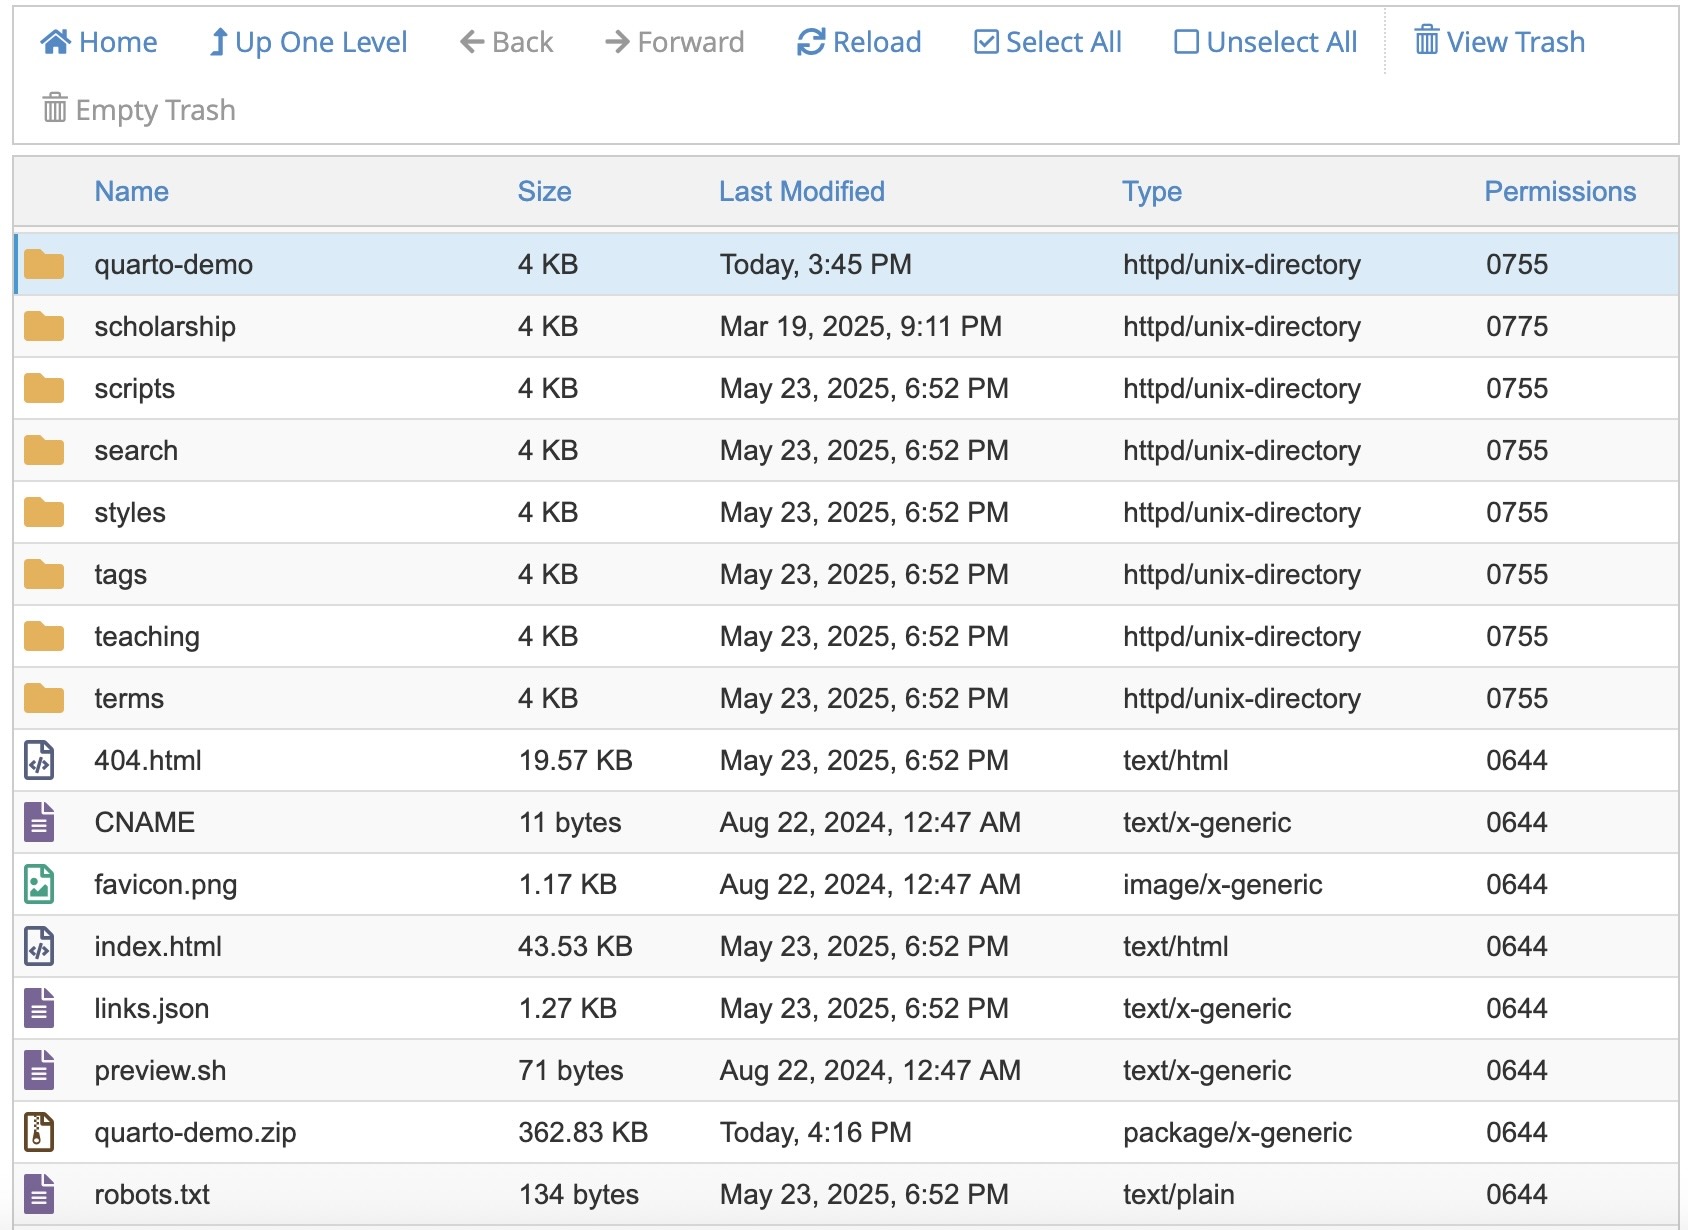 Home Up One Level Back Forward Reload Select All Unselect All View Trash
Empty Trash
Name Size Last Modified Type Permissions
quarto-demo 4 KB Today, 3:45 PM httpd/unix-directory 0755
scholarship 4 KB Mar 19, 2025, 9:11 PM httpd/unix-directory 0775
scripts 4 KB May 23, 2025, 6:52 PM httpd/unix-directory 0755
search 4 KB May 23, 2025, 6:52 PM httpd/unix-directory 0755
styles 4 KB May 23, 2025, 6:52 PM httpd/unix-directory 0755
tags 4 KB May 23, 2025, 6:52 PM httpd/unix-directory 0755
teaching 4 KB May 23, 2025, 6:52 PM httpd/unix-directory 0755
terms 4 KB May 23, 2025, 6:52 PM httpd/unix-directory 0755
404.html 19.57 KB May 23, 2025, 6:52 PM text/html 0644
CNAME 11 bytes Aug 22, 2024, 12:47 AM text/x-generic 0644
favicon.png 1.17 KB Aug 22, 2024, 12:47 AM image/x-generic 0644
index.html 43.53 KB May 23, 2025, 6:52 PM text/html 0644
links.json 1.27 KB May 23, 2025, 6:52 PM text/x-generic 0644
preview.sh 71 bytes Aug 22, 2024, 12:47 AM text/x-generic 0644
quarto-demo.zip 362.83 KB Today, 4:16 PM package/x-generic 0644
robots.txt 134 bytes May 23, 2025, 6:52 PM text/plain 0644